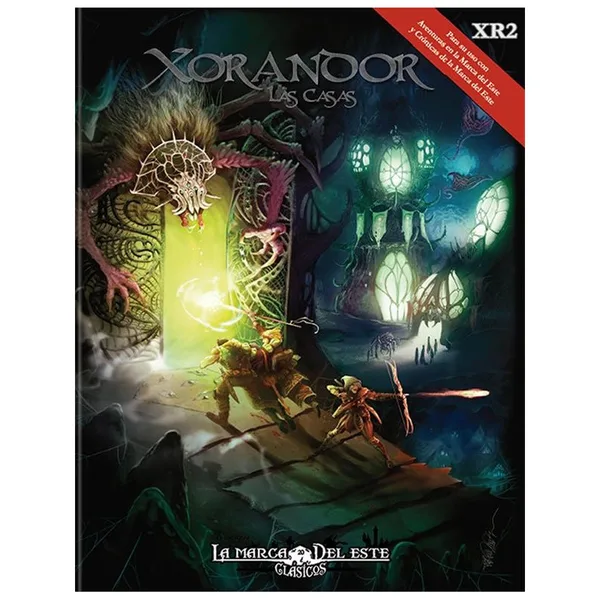 XR2
Para su uso con
Aventuras en la Marca del Este
y Crónicas de la Marca del Este
XORANDOR
LAS CASAS
LA MARCA DEL ESTE
CLÁSICOS